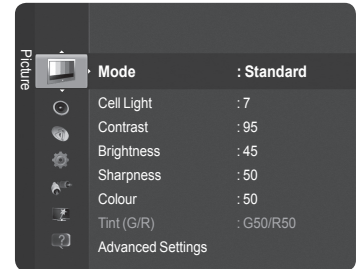 Picture
Mode : Standard
Cell Light : 7
Contrast : 95
Brightness : 45
Sharpness : 50
Colour : 50
Tint (G/R) : G50/R50
Advanced Settings